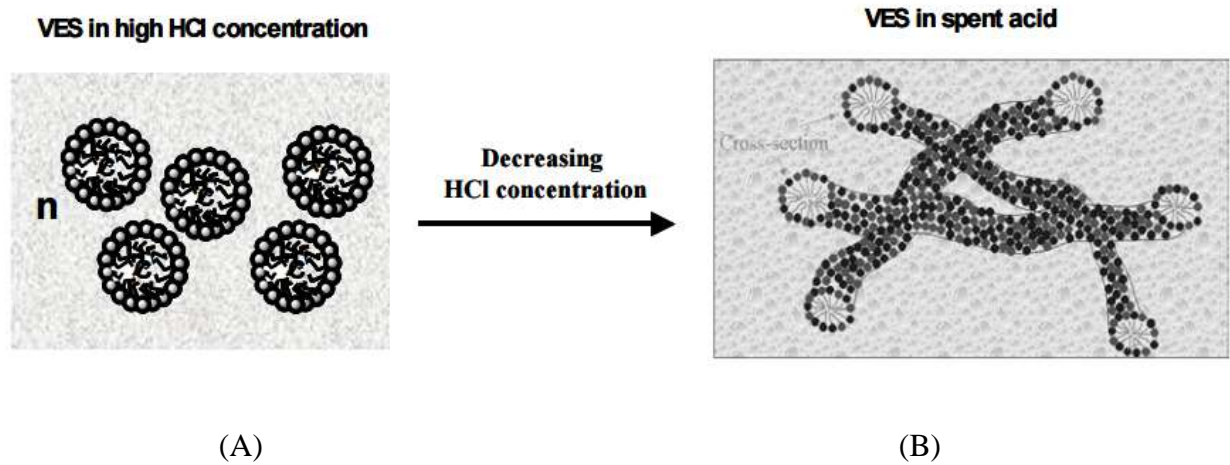 VES in high HCl concentration
VES in spent acid
n
Decreasing
HCl concentration
Cross-section
(A)
(B)